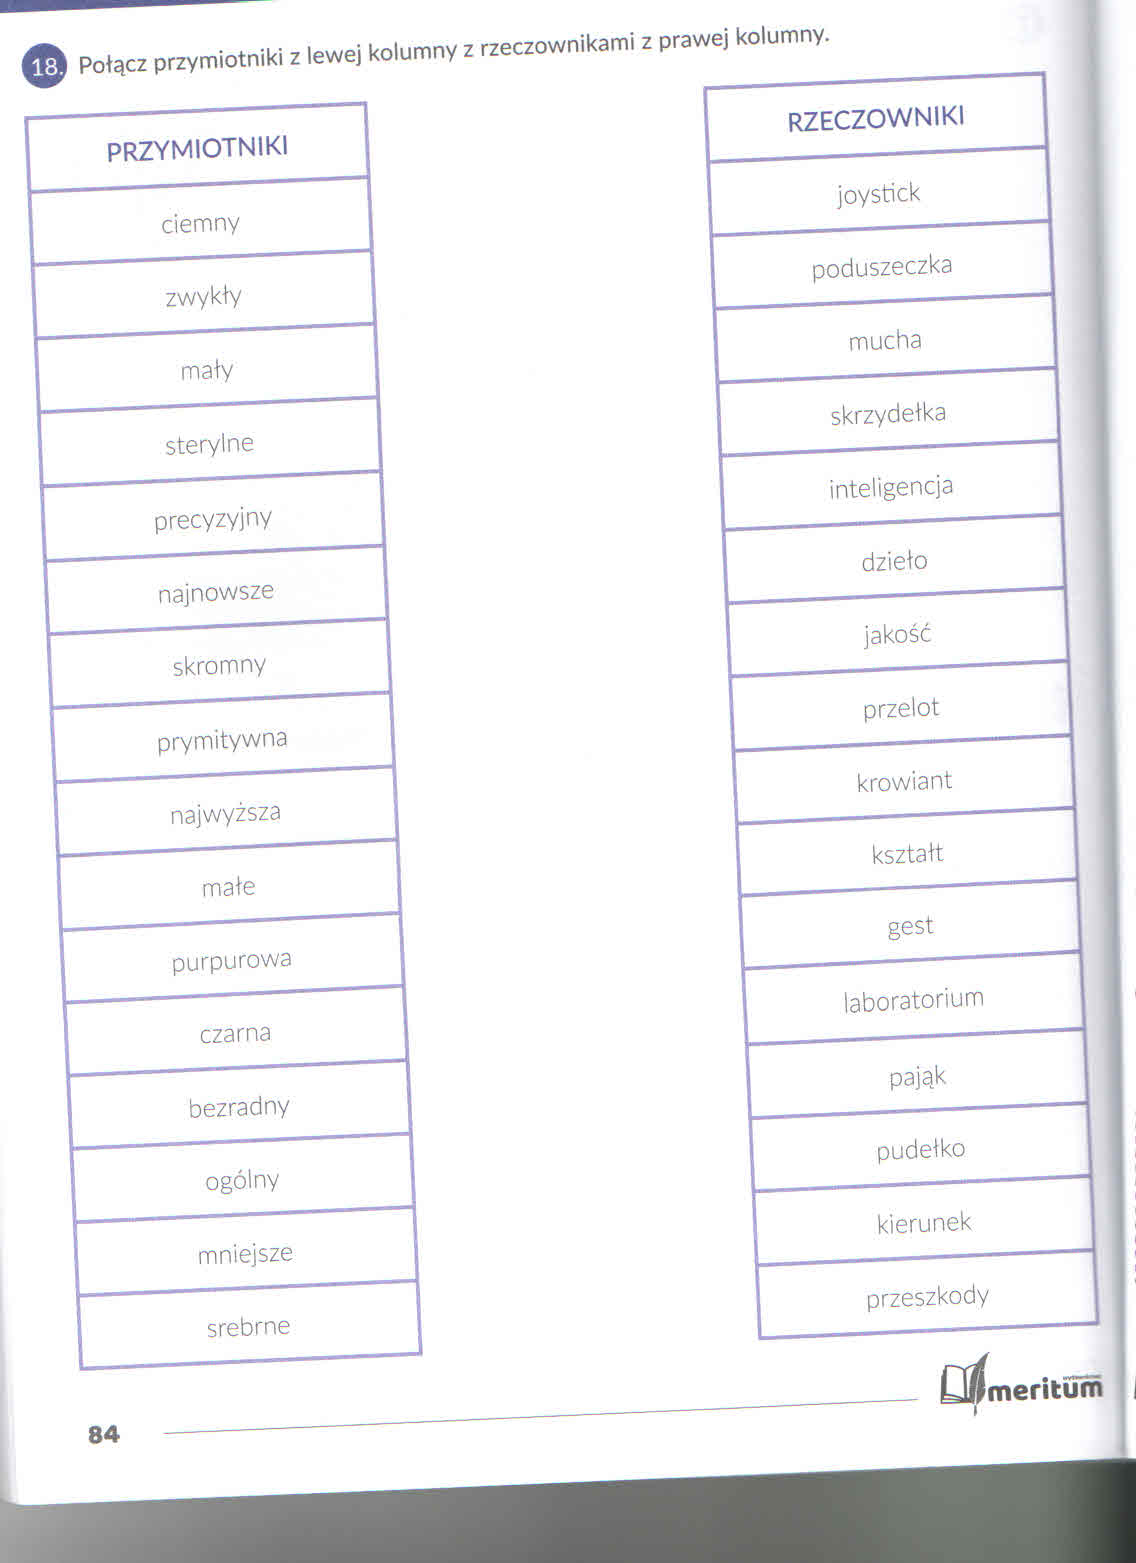 18. Połącz przymiotniki z lewej kolumny z rzeczownikami z prawej kolumny.
PRZYMIOTNIKI
ciemny
zwykły
mały
sterylne
precyzyjny
najnowsze
skromny
prymitywna
najwyższa
małe
purpurowa
czarna
bezradny
ogólny
mniejsze
srebrne
RZECZOWNIKI
joystick
poduszeczka
mucha
skrzydełka
inteligencja
dzieło
jakość
przelot
krowiant
kształt
gest
laboratorium
pająk
pudełko
kierunek
przeszkody
wydawnictwo
meritum
84